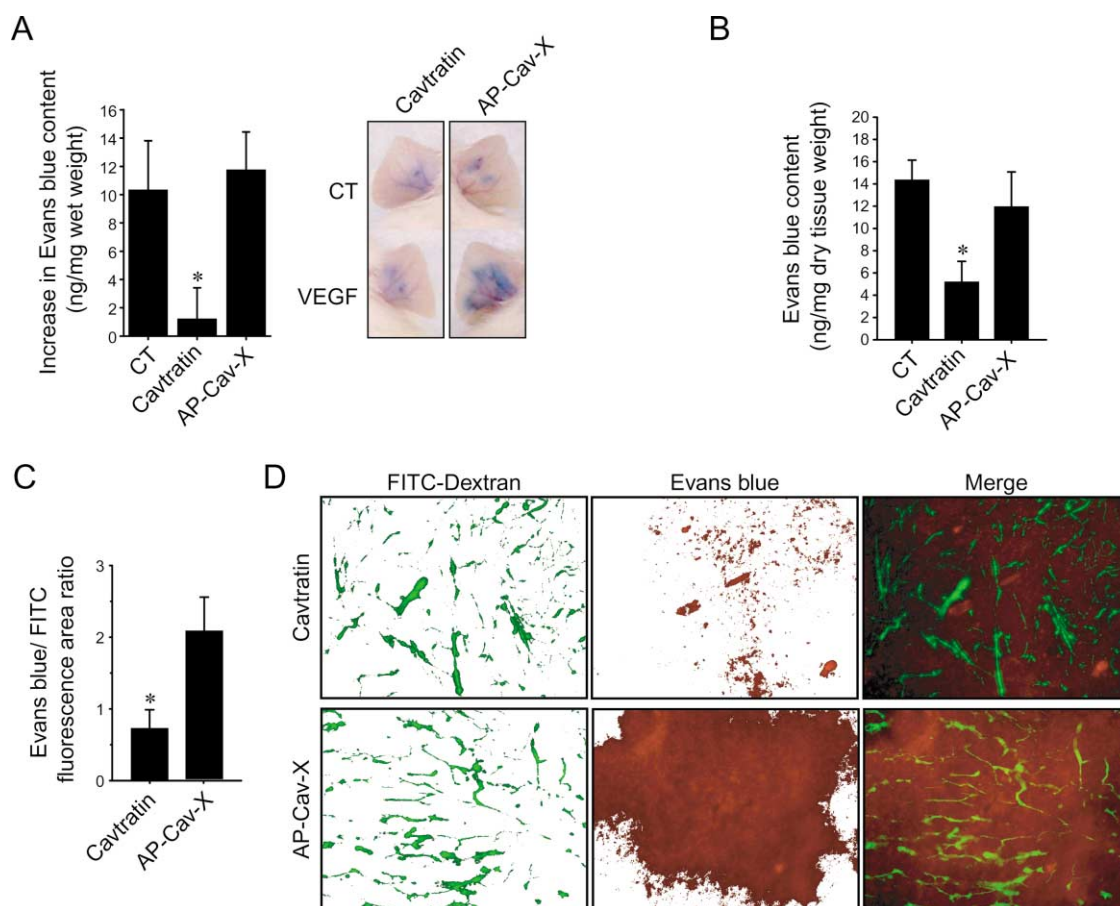 A
Increase in Evans blue content
(ng/mg wet weight)
16
14
12
10
8
6
4
2
0
*
CT
Cavtratin
AP-Cav-X
Cavtratin
AP-Cav-X
CT
VEGF
B
Evans blue content
(ng/mg dry tissue weight)
20
18
16
14
12
10
8
6
4
2
0
*
CT
Cavtratin
AP-Cav-X
C
Evans blue/ FITC
fluorescence area ratio
3
2
1
0
*
Cavtratin
AP-Cav-X
D
FITC-Dextran
Evans blue
Merge
Cavtratin
AP-Cav-X